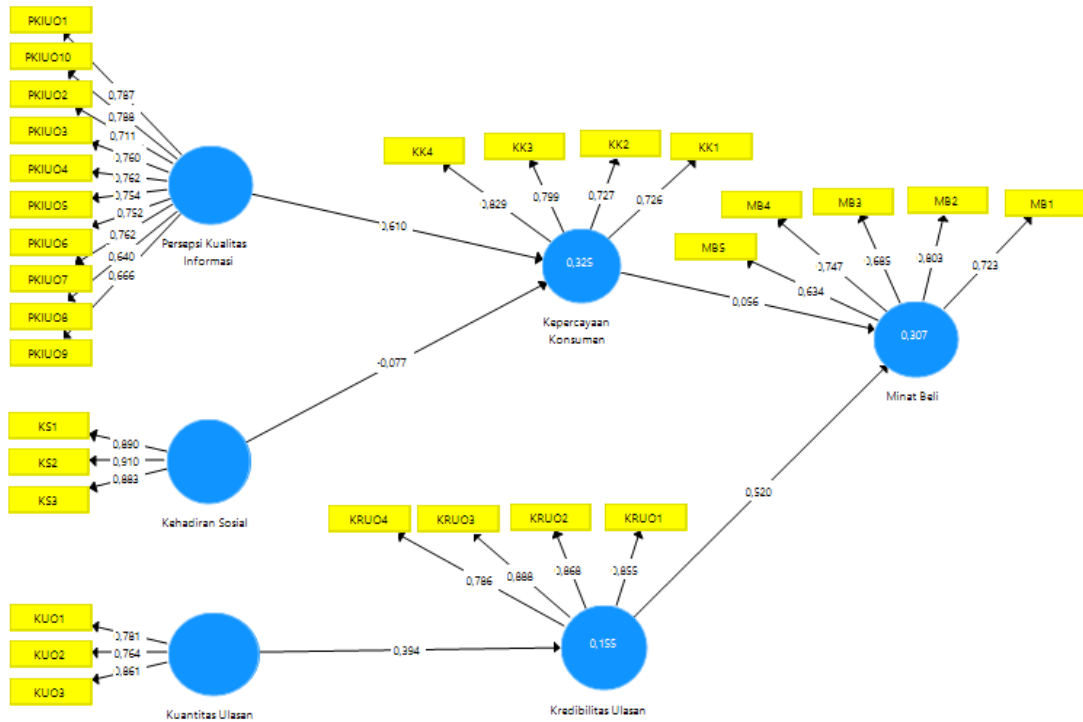 PKIUO1
PKIUO10
PKIUO2
PKIUO3
PKIUO4
PKIUO5
PKIUO6
PKIUO7
PKIUO8
PKIUO9
0,787
0,788
0,711
0,760
0,762
0,754
0,752
0,762
0,640
0,666
Persepsi Kualitas
Informasi
0,610
KK4
KK3
KK2
KK1
0,829
0,799
0,727
0,726
0,325
Kepercayaan
Konsumen
0,056
MB5
MB4
MB3
MB2
MB1
0,634
0,747
0,685
0,803
0,723
0,307
Minat Beli
-0,077
KS1
KS2
KS3
0,890
0,910
0,883
Kehadiran Sosial
0,520
KRUO4
KRUO3
KRUO2
KRUO1
0,786
0,888
0,868
0,855
0,155
Kredibilitas Ulasan
KUO1
KUO2
KUO3
0,781
0,764
0,861
Kuantitas Ulasan
0,394